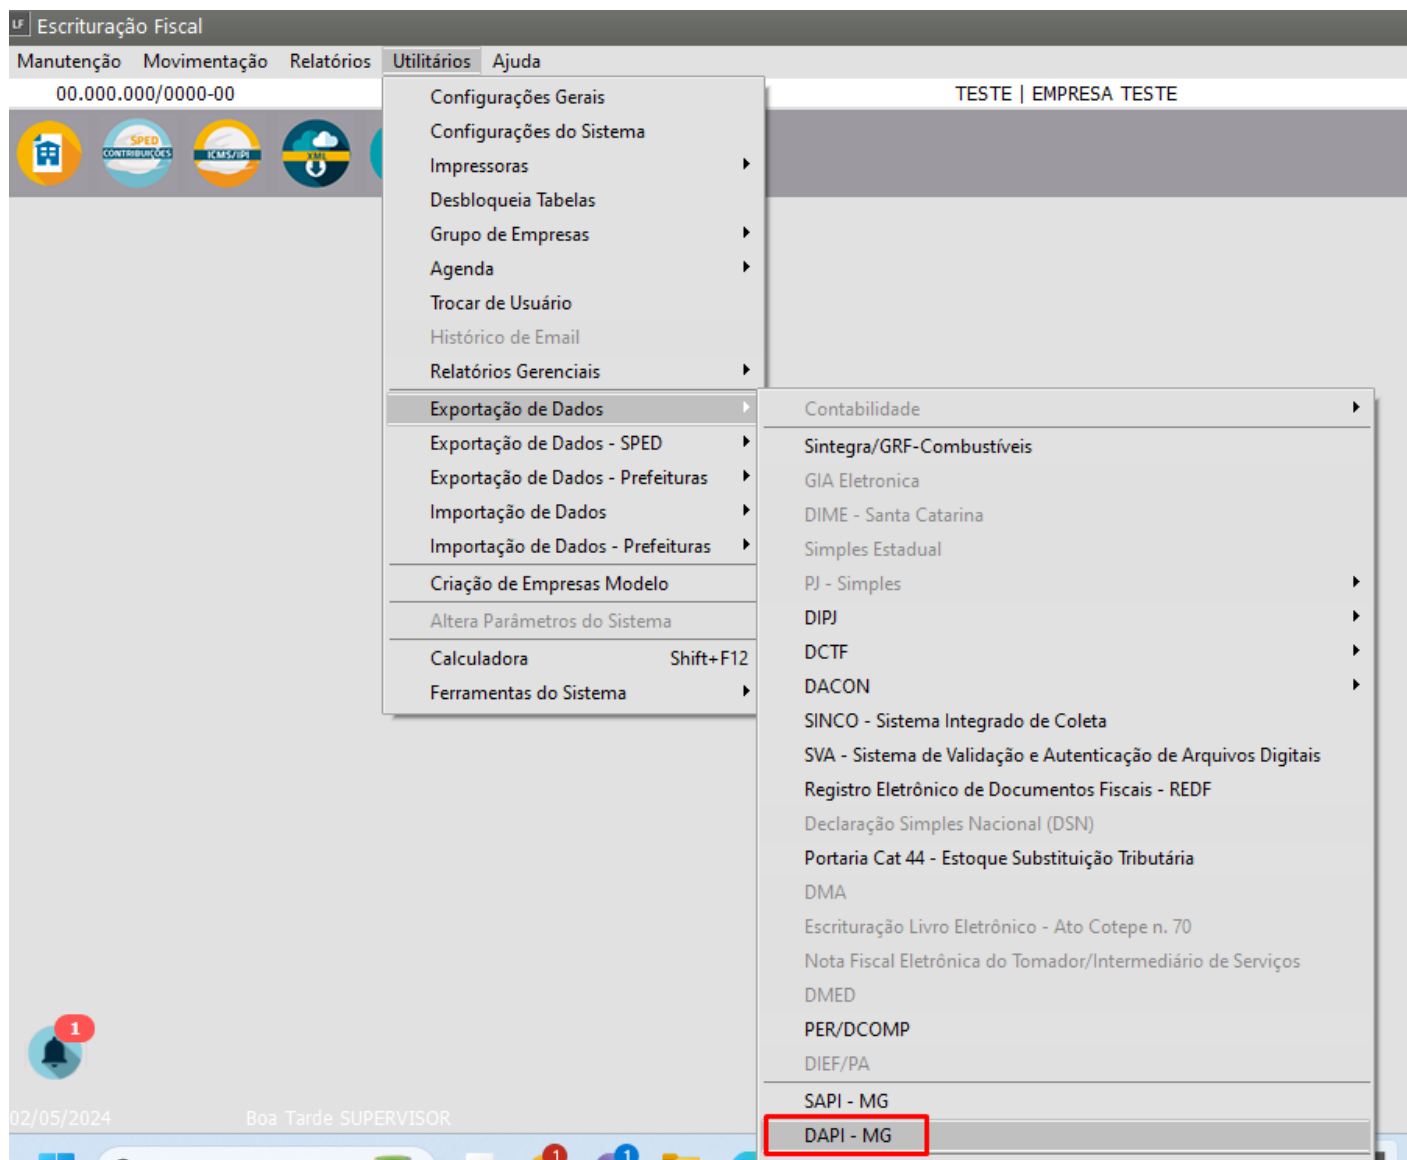 LF Escrituração Fiscal
Manutenção Movimentação Relatórios Utilitários Ajuda
00.000.000/0000-00
TESTE | EMPRESA TESTE
SPED
CONTRIBUIÇÕES
ICMS/IPI
XML
Configurações Gerais
Configurações do Sistema
Impressoras
Desbloqueia Tabelas
Grupo de Empresas
Agenda
Trocar de Usuário
Histórico de Email
Relatórios Gerenciais
Exportação de Dados
Exportação de Dados - SPED
Exportação de Dados - Prefeituras
Importação de Dados
Importação de Dados - Prefeituras
Criação de Empresas Modelo
Altera Parâmetros do Sistema
Calculadora Shift+F12
Ferramentas do Sistema
Contabilidade
Sintegra/GRF-Combustíveis
GIA Eletronica
DIME - Santa Catarina
Simples Estadual
PJ - Simples
DIPJ
DCTF
DACON
SINCO - Sistema Integrado de Coleta
SVA - Sistema de Validação e Autenticação de Arquivos Digitais
Registro Eletrônico de Documentos Fiscais - REDF
Declaração Simples Nacional (DSN)
Portaria Cat 44 - Estoque Substituição Tributária
DMA
Escrituração Livro Eletrônico - Ato Cotepe n. 70
Nota Fiscal Eletrônica do Tomador/Intermediário de Serviços
DMED
PER/DCOMP
DIEF/PA
SAPI - MG
DAPI - MG
1
02/05/2024
Boa Tarde SUPERVISOR
1
1